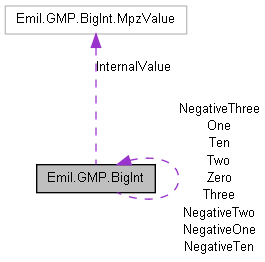 Emil.GMP.BigInt.MpzValue
InternalValue
NegativeThree
One
Ten
Two
Zero
Three
NegativeTwo
NegativeOne
NegativeTen
Emil.GMP.BigInt